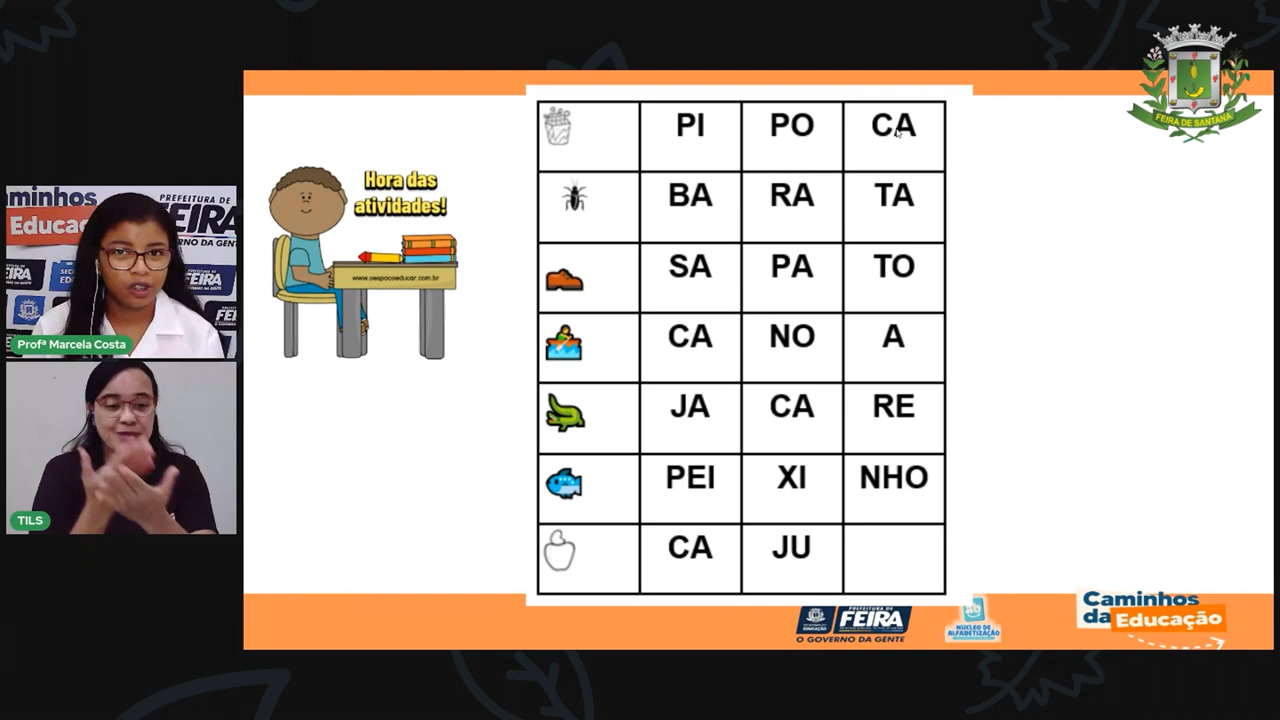 FEIRA DE SANTANA
Hora das
atividades!
www.oespacoeducar.com.br
PI PO CA
BA RA TA
SA PA TO
CA NO A
JA CA RE
PEI XI NHO
CA JU
minhos
Educaç
PREFEITURA DE
FEIRA
RNO DA GENTE
Profª Marcela Costa
TILS
PREFEITURA DE
FEIRA
O GOVERNO DA GENTE
NÚCLEO DE
ALFABETIZAÇÃO
Caminhos
da Educação